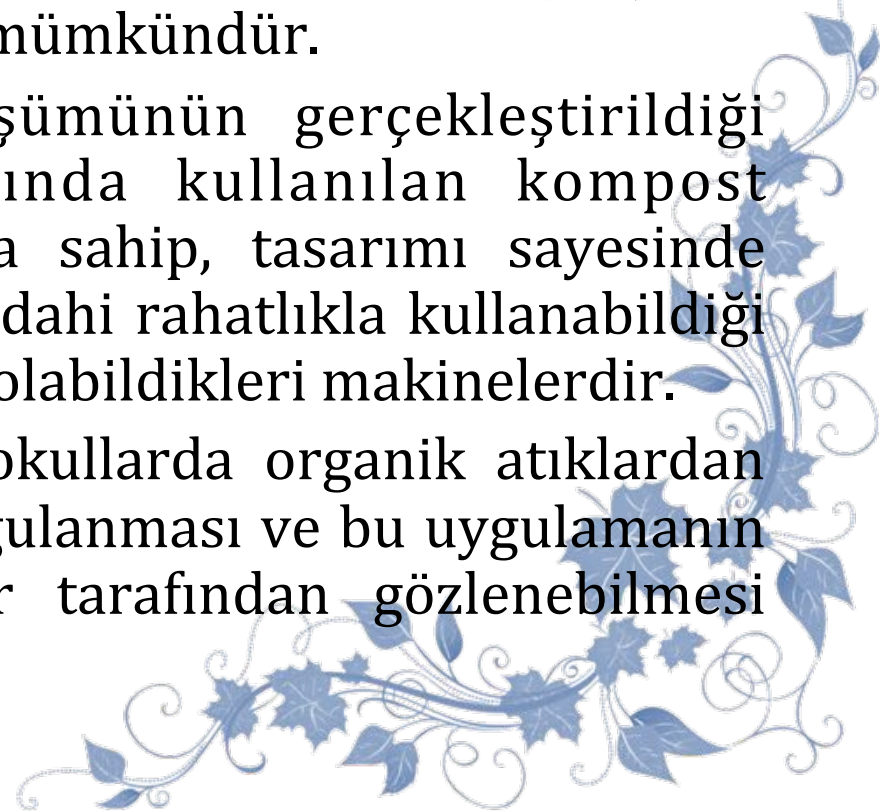 mümkündür.
şümünün gerçekleştirildiği
ında kullanılan kompost
a sahip, tasarımı sayesinde
dahi rahatlıkla kullanabildiği
olabildikleri makinelerdir.
okullarda organik atıklardan
gulanması ve bu uygulamanın
r tarafından gözlenebilmesi